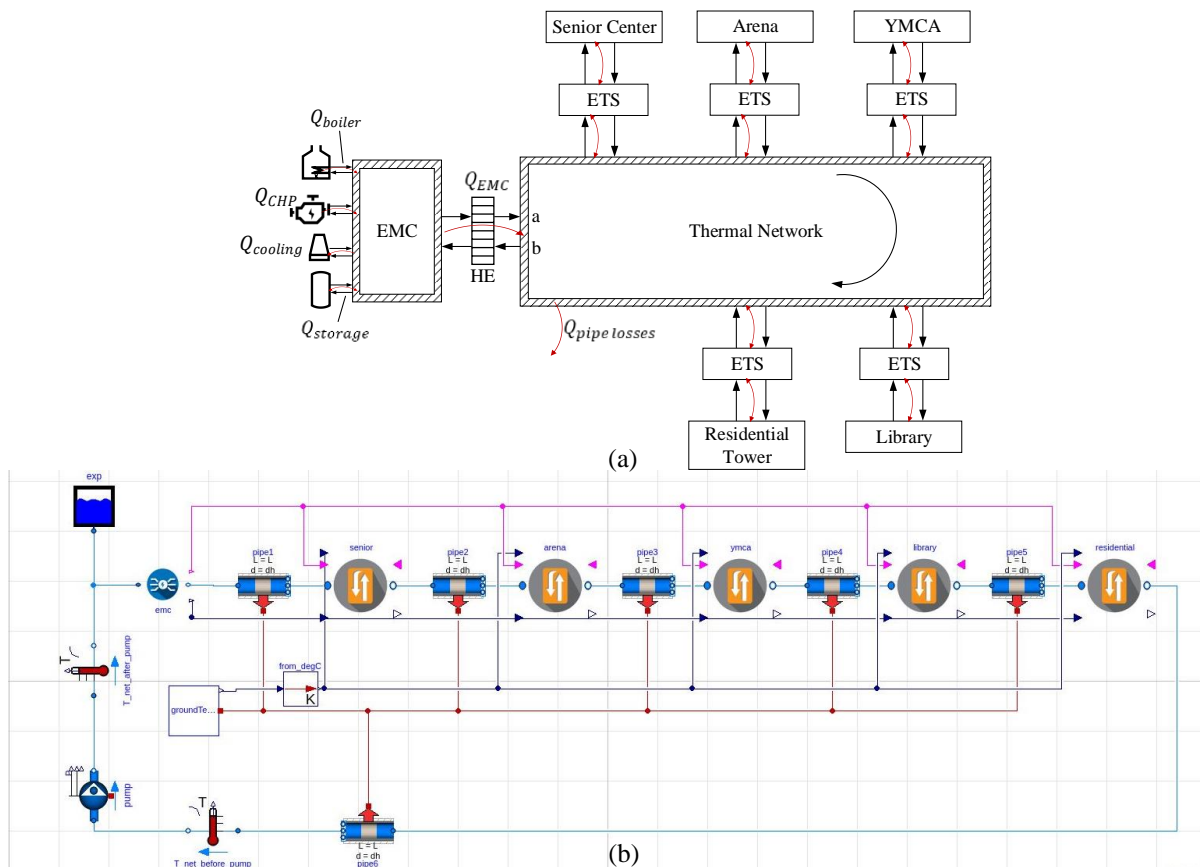 Senior Center
Arena
YMCA
ETS
ETS
ETS
Q_boiler
Q_CHP
Q_cooling
Q_storage
EMC
Q_EMC
HE
a
b
Thermal Network
Q_pipe losses
ETS
ETS
Residential
Tower
Library
(a)
exp
emc
pipe1
L = L
d = dh
senior
pipe2
L = L
d = dh
arena
pipe3
L = L
d = dh
ymca
pipe4
L = L
d = dh
library
pipe5
L = L
d = dh
residential
T
T_net_after_pump
from_degC
K
groundTe...
pump
T
T_net_before_pump
L = L
d = dh
pipe6
(b)